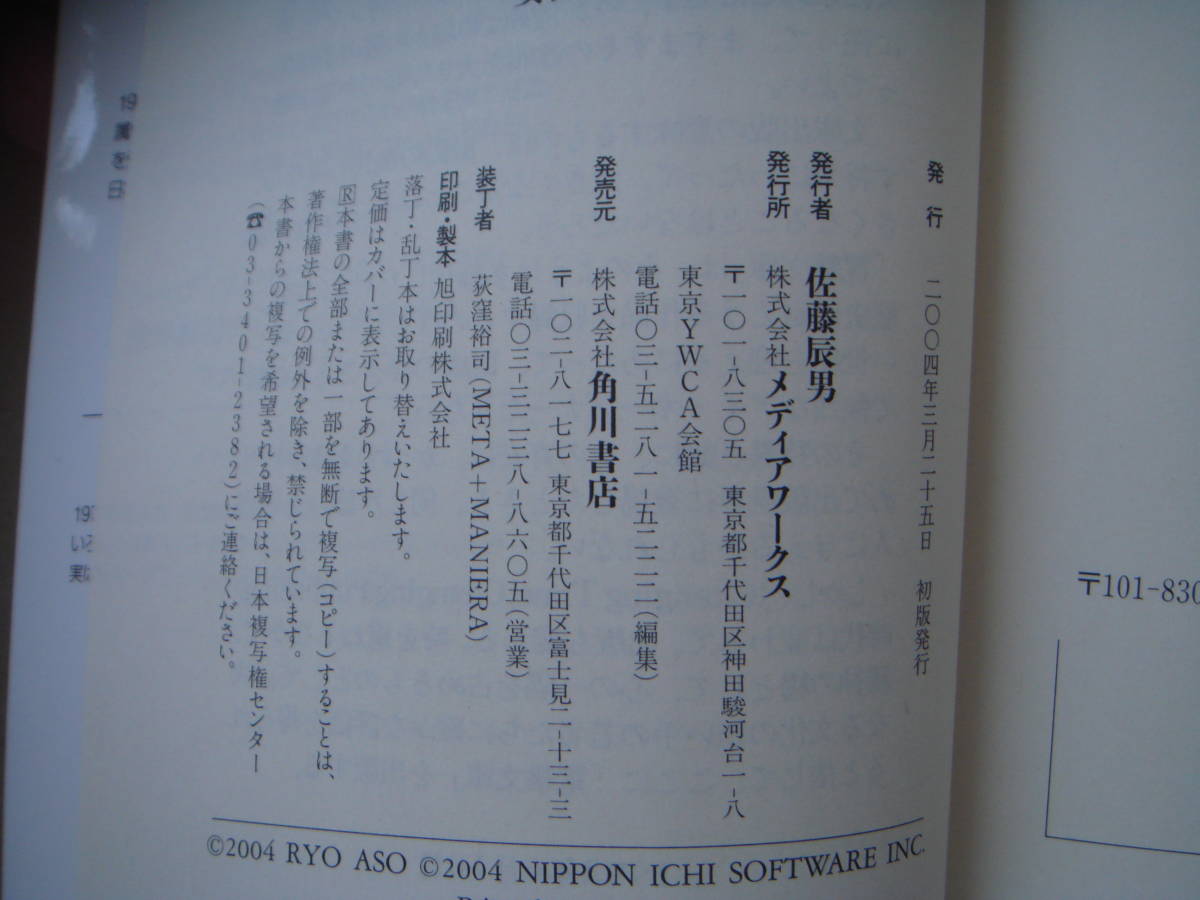 発行 二〇〇四年三月二十五日 初版発行
発行者 佐藤辰男
発行所 株式会社メディアワークス
〒一〇一-八三〇五 東京都千代田区神田駿河台一-八
東京YWCA会館
電話〇三-五二八一-五二二二(編集)
発売元 株式会社角川書店
〒一〇二-八一七七 東京都千代田区富士見二-十三-三
電話〇三-三二三八-八六〇五(営業)
装丁者 荻窪裕司(META+MANIERA)
印刷・製本 旭印刷株式会社
落丁・乱丁本はお取り替えいたします。
定価はカバーに表示してあります。
Ⓡ本書の全部または一部を無断で複写(コピー)することは、
著作権法上での例外を除き、禁じられています。
本書からの複写を希望される場合は、日本複写権センター
(☎03-3401-2382)にご連絡ください。
©2004 RYO ASO ©2004 NIPPON ICHI SOFTWARE INC.
〒101-830